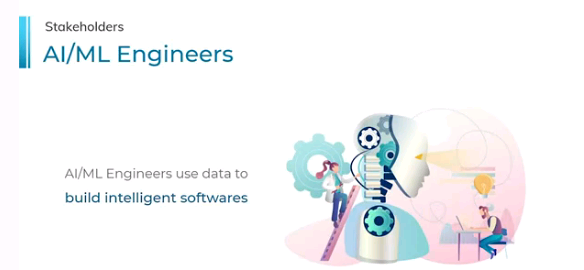 Stakeholders
AI/ML Engineers
AI/ML Engineers use data to
build intelligent softwares